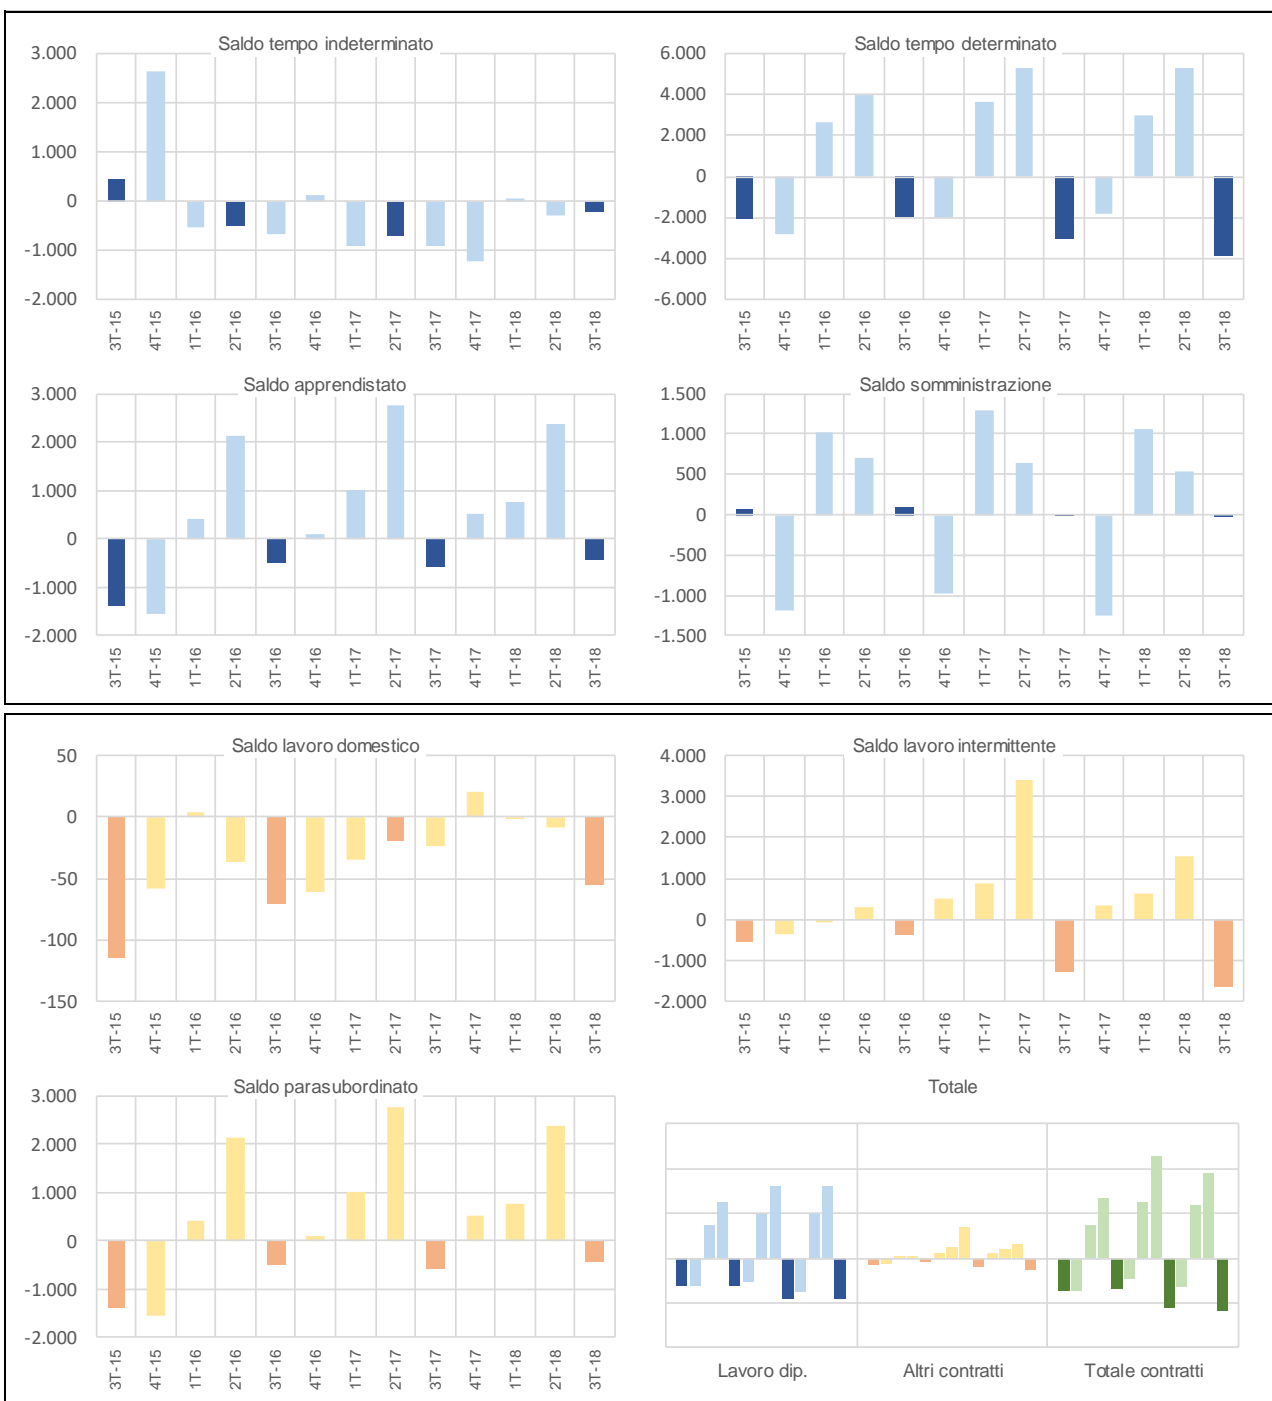 Saldo tempo indeterminato
3.000
2.000
1.000
0
-1.000
-2.000
3T-15
4T-15
1T-16
2T-16
3T-16
4T-16
1T-17
2T-17
3T-17
4T-17
1T-18
2T-18
3T-18
Saldo tempo determinato
6.000
4.000
2.000
0
-2.000
-4.000
-6.000
3T-15
4T-15
1T-16
2T-16
3T-16
4T-16
1T-17
2T-17
3T-17
4T-17
1T-18
2T-18
3T-18
Saldo apprendistato
3.000
2.000
1.000
0
-1.000
-2.000
3T-15
4T-15
1T-16
2T-16
3T-16
4T-16
1T-17
2T-17
3T-17
4T-17
1T-18
2T-18
3T-18
Saldo somministrazione
1.500
1.000
500
0
-500
-1.000
-1.500
3T-15
4T-15
1T-16
2T-16
3T-16
4T-16
1T-17
2T-17
3T-17
4T-17
1T-18
2T-18
3T-18
Saldo lavoro domestico
50
0
-50
-100
-150
3T-15
4T-15
1T-16
2T-16
3T-16
4T-16
1T-17
2T-17
3T-17
4T-17
1T-18
2T-18
3T-18
Saldo lavoro intermittente
4.000
3.000
2.000
1.000
0
-1.000
-2.000
3T-15
4T-15
1T-16
2T-16
3T-16
4T-16
1T-17
2T-17
3T-17
4T-17
1T-18
2T-18
3T-18
Saldo parasubordinato
3.000
2.000
1.000
0
-1.000
-2.000
3T-15
4T-15
1T-16
2T-16
3T-16
4T-16
1T-17
2T-17
3T-17
4T-17
1T-18
2T-18
3T-18
Totale
Lavoro dip.
Altri contratti
Totale contratti